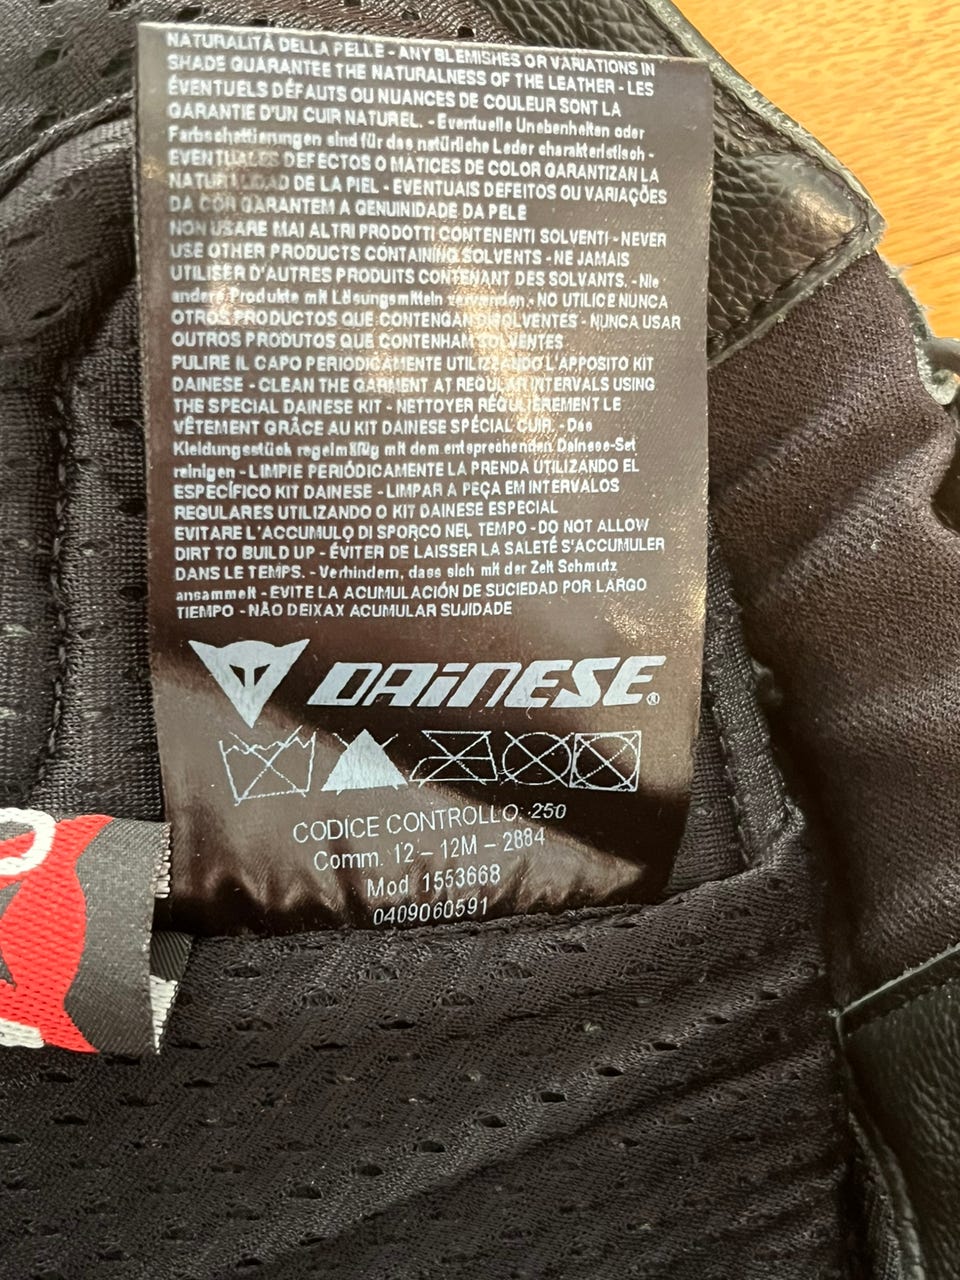 NATURALITÀ DELLA PELLE - ANY BLEMISHES OR VARIATIONS IN
SHADE GUARANTEE THE NATURALNESS OF THE LEATHER - LES
ÉVENTUELS DÉFAUTS OU NUANCES DE COULEUR SONT LA
GARANTIE D'UN CUIR NATUREL. - Eventuelle Unebenheiten oder
Farbschattierungen sind für das natürliche Leder charakteristisch -
EVENTUALES DEFECTOS O MATICES DE COLOR GARANTIZAN LA
NATURALIDAD DE LA PIEL - EVENTUAIS DEFEITOS OU VARIAÇÕES
DA COR GARANTEM A GENUINIDADE DA PELE
NON USARE MAI ALTRI PRODOTTI CONTENENTI SOLVENTI - NEVER
USE OTHER PRODUCTS CONTAINING SOLVENTS - NE JAMAIS
UTILISER D'AUTRES PRODUITS CONTENANT DES SOLVANTS. - Nie
andere Produkte mit Lösungsmitteln verwenden. - NO UTILICE NUNCA
OTROS PRODUCTOS QUE CONTENGAN DISOLVENTES - NUNCA USAR
OUTROS PRODUTOS QUE CONTENHAM SOLVENTES
PULIRE IL CAPO PERIODICAMENTE UTILIZZANDO L'APPOSITO KIT
DAINESE - CLEAN THE GARMENT AT REGULAR INTERVALS USING
THE SPECIAL DAINESE KIT - NETTOYER RÉGULIÈREMENT LE
VÊTEMENT GRÂCE AU KIT DAINESE SPÉCIAL CUIR. - Das
Kleidungsstück regelmäßig mit dem entsprechenden Dainese-Set
reinigen - LIMPIE PERIÓDICAMENTE LA PRENDA UTILIZANDO EL
ESPECÍFICO KIT DAINESE - LIMPAR A PEÇA EM INTERVALOS
REGULARES UTILIZANDO O KIT DAINESE ESPECIAL
EVITARE L'ACCUMULO DI SPORCO NEL TEMPO - DO NOT ALLOW
DIRT TO BUILD UP - ÉVITER DE LAISSER LA SALETÉ S'ACCUMULER
DANS LE TEMPS. - Verhindern, dass sich mit der Zeit Schmutz
ansammelt - EVITE LA ACUMULACIÓN DE SUCIEDAD POR LARGO
TIEMPO - NÃO DEIXAX ACUMULAR SUJIDADE
DAINESE®
CODICE CONTROLLO: 250
Comm. 12 - 12M - 2884
Mod 1553668
0409060591